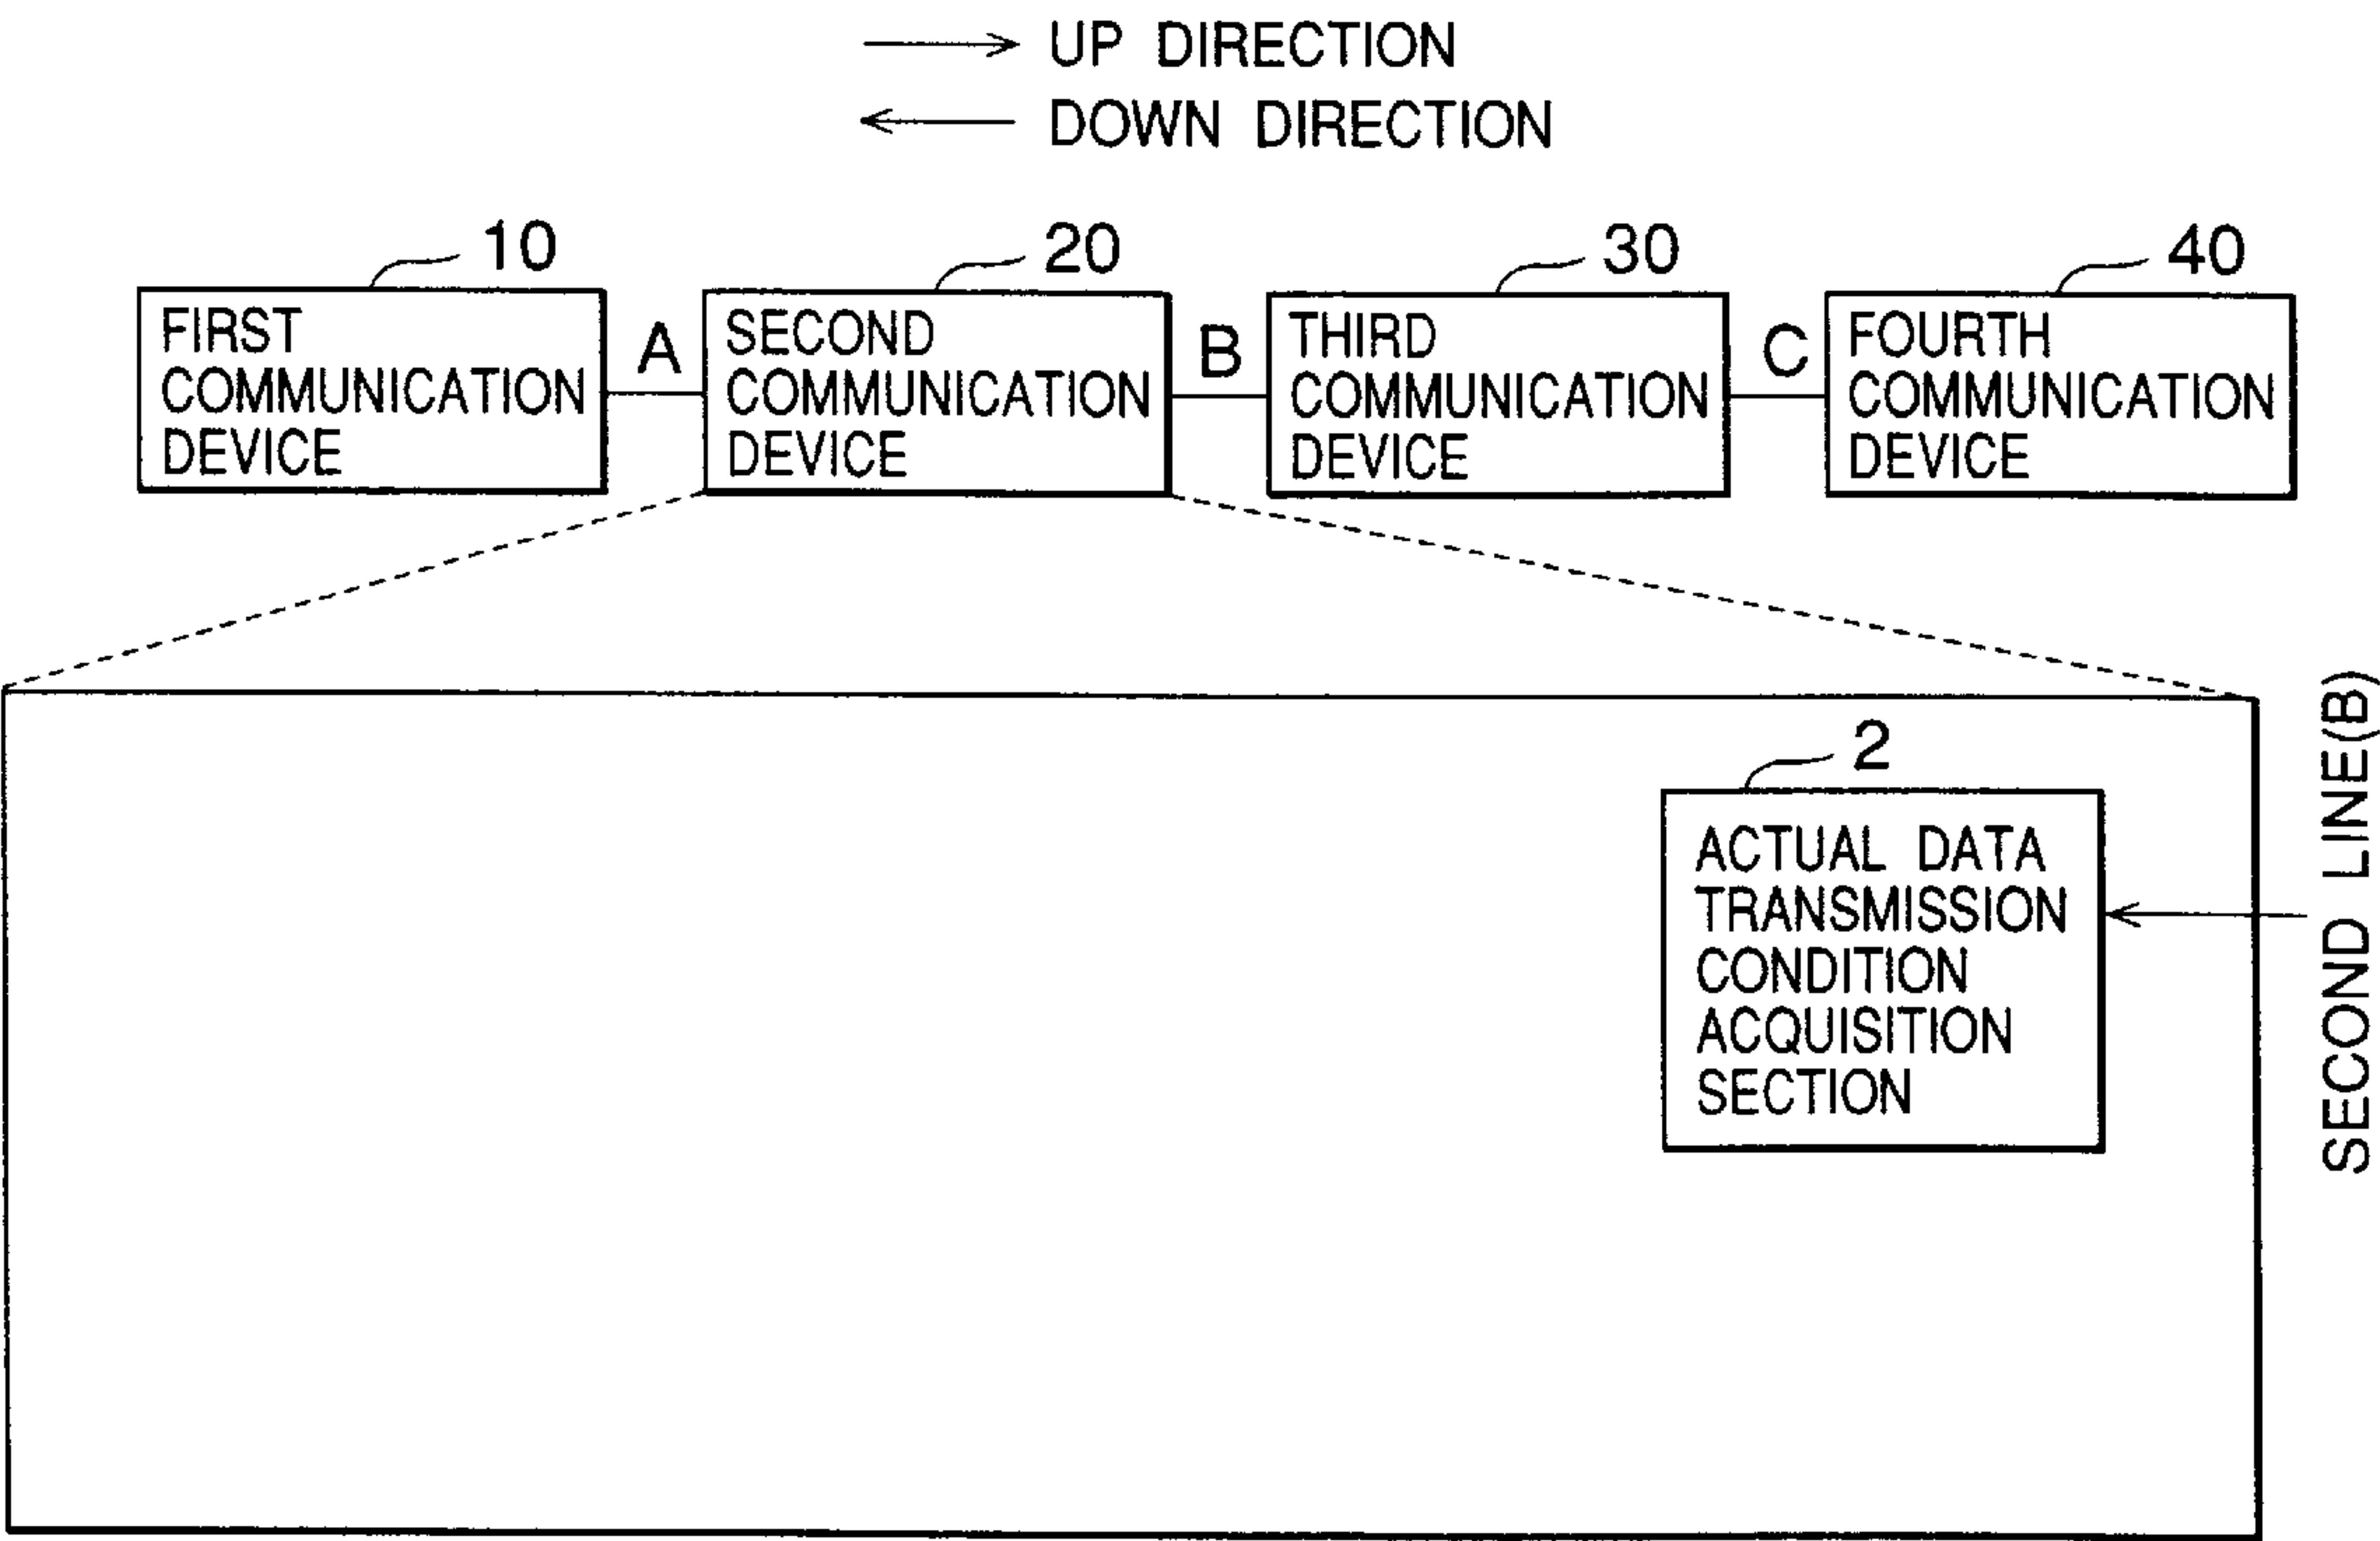 UP DIRECTION
DOWN DIRECTION
10
20
30
40
FIRST
COMMUNICATION
DEVICE
A
SECOND
COMMUNICATION
DEVICE
B
THIRD
COMMUNICATION
DEVICE
C
FOURTH
COMMUNICATION
DEVICE
2
ACTUAL DATA
TRANSMISSION
CONDITION
ACQUISITION
SECTION
SECOND LINE(B)